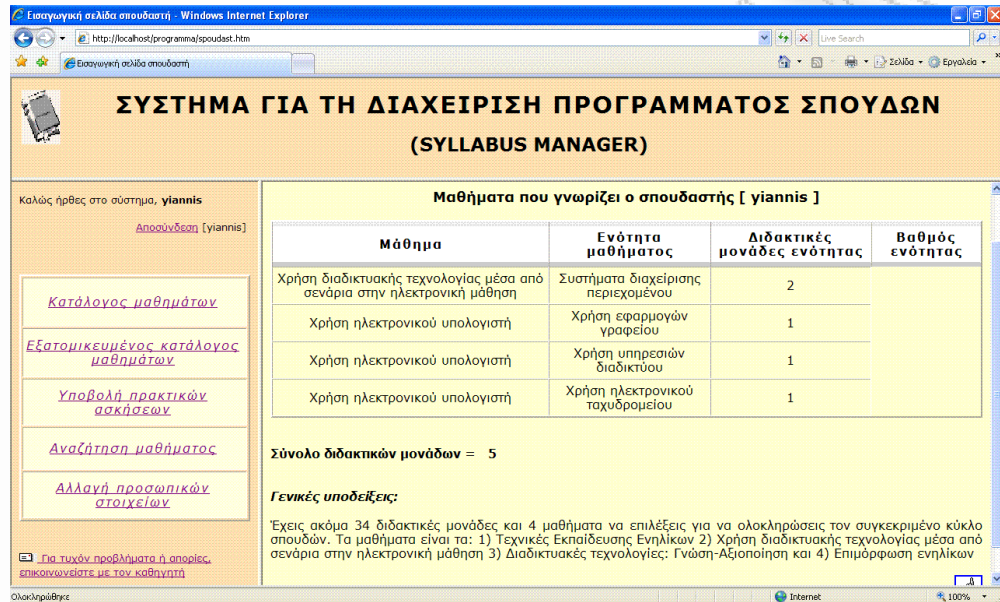 Εισαγωγική σελίδα σπουδαστή - Windows Internet Explorer
http://localhost/programma/spoudast.htm
Live Search
Εισαγωγική σελίδα σπουδαστή
Σελίδα
Εργαλεία
ΣΥΣΤΗΜΑ ΓΙΑ ΤΗ ΔΙΑΧΕΙΡΙΣΗ ΠΡΟΓΡΑΜΜΑΤΟΣ ΣΠΟΥΔΩΝ
(SYLLABUS MANAGER)
Καλώς ήρθες στο σύστημα, yiannis
Αποσύνδεση [yiannis]
Κατάλογος μαθημάτων
Εξατομικευμένος κατάλογος
μαθημάτων
Υποβολή πρακτικών
ασκήσεων
Αναζήτηση μαθήματος
Αλλαγή προσωπικών
στοιχείων
Για τυχόν προβλήματα ή απορίες,
επικοινωνείστε με τον καθηγητή
Μαθήματα που γνωρίζει ο σπουδαστής [ yiannis ]
Μάθημα
Ενότητα
μαθήματος
Διδακτικές
μονάδες ενότητας
Βαθμός
ενότητας
Χρήση διαδικτυακής τεχνολογίας μέσα από
σενάρια στην ηλεκτρονική μάθηση
Συστήματα διαχείρισης
περιεχομένου
2
Χρήση ηλεκτρονικού υπολογιστή
Χρήση εφαρμογών
γραφείου
1
Χρήση ηλεκτρονικού υπολογιστή
Χρήση υπηρεσιών
διαδικτύου
1
Χρήση ηλεκτρονικού υπολογιστή
Χρήση ηλεκτρονικού
ταχυδρομείου
1
Σύνολο διδακτικών μονάδων = 5
Γενικές υποδείξεις:
Έχεις ακόμα 34 διδακτικές μονάδες και 4 μαθήματα να επιλέξεις για να ολοκληρώσεις τον συγκεκριμένο κύκλο
σπουδών. Τα μαθήματα είναι τα: 1) Τεχνικές Εκπαίδευσης Ενηλίκων 2) Χρήση διαδικτυακής τεχνολογίας μέσα από
σενάρια στην ηλεκτρονική μάθηση 3) Διαδικτυακές τεχνολογίες: Γνώση-Αξιοποίηση και 4) Επιμόρφωση ενηλίκων
Ολοκληρώθηκε
Internet
100%